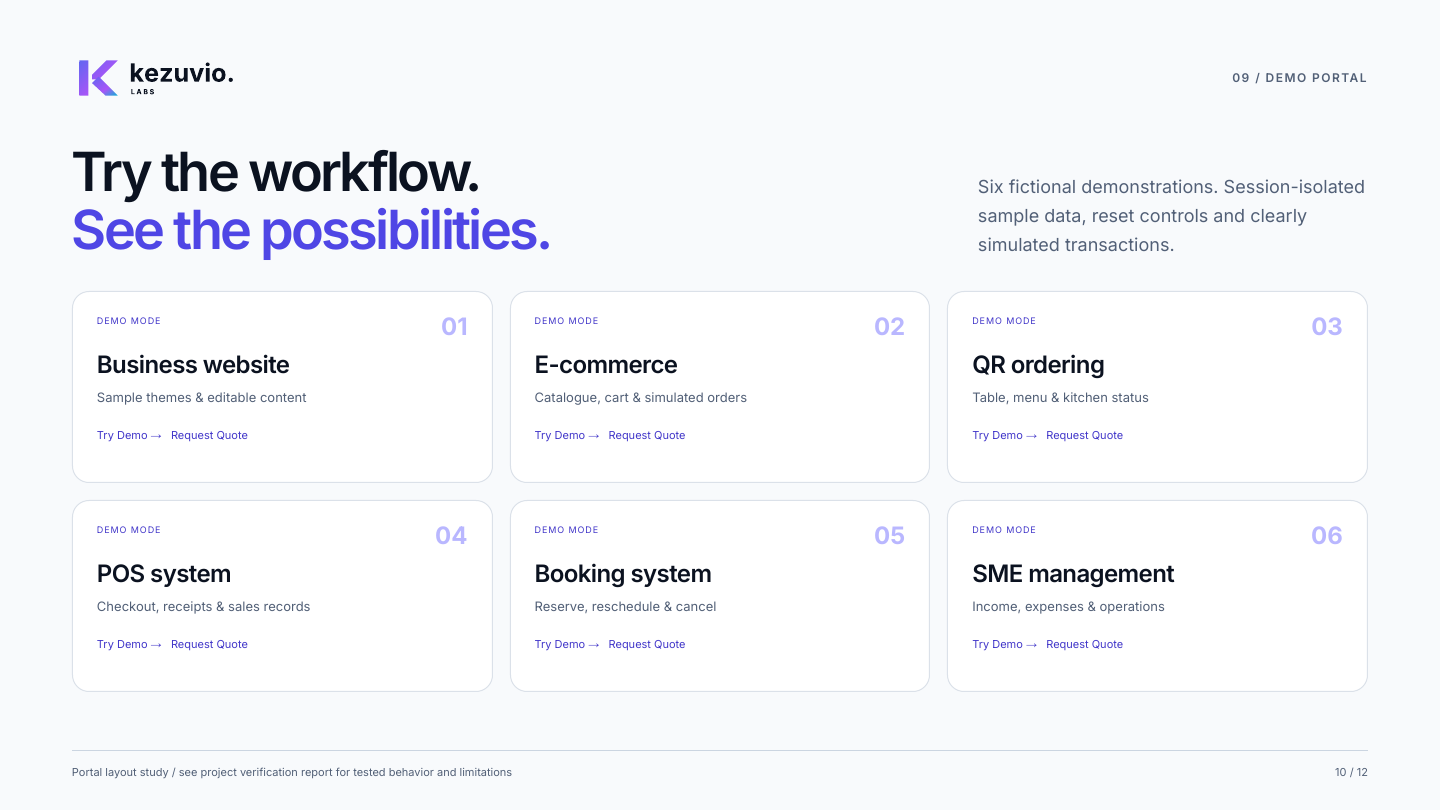 kezuvio.
LABS
09 / DEMO PORTAL
Try the workflow.
See the possibilities.
Six fictional demonstrations. Session-isolated
sample data, reset controls and clearly
simulated transactions.
DEMO MODE
01
Business website
Sample themes & editable content
Try Demo → Request Quote
DEMO MODE
02
E-commerce
Catalogue, cart & simulated orders
Try Demo → Request Quote
DEMO MODE
03
QR ordering
Table, menu & kitchen status
Try Demo → Request Quote
DEMO MODE
04
POS system
Checkout, receipts & sales records
Try Demo → Request Quote
DEMO MODE
05
Booking system
Reserve, reschedule & cancel
Try Demo → Request Quote
DEMO MODE
06
SME management
Income, expenses & operations
Try Demo → Request Quote
Portal layout study / see project verification report for tested behavior and limitations
10 / 12